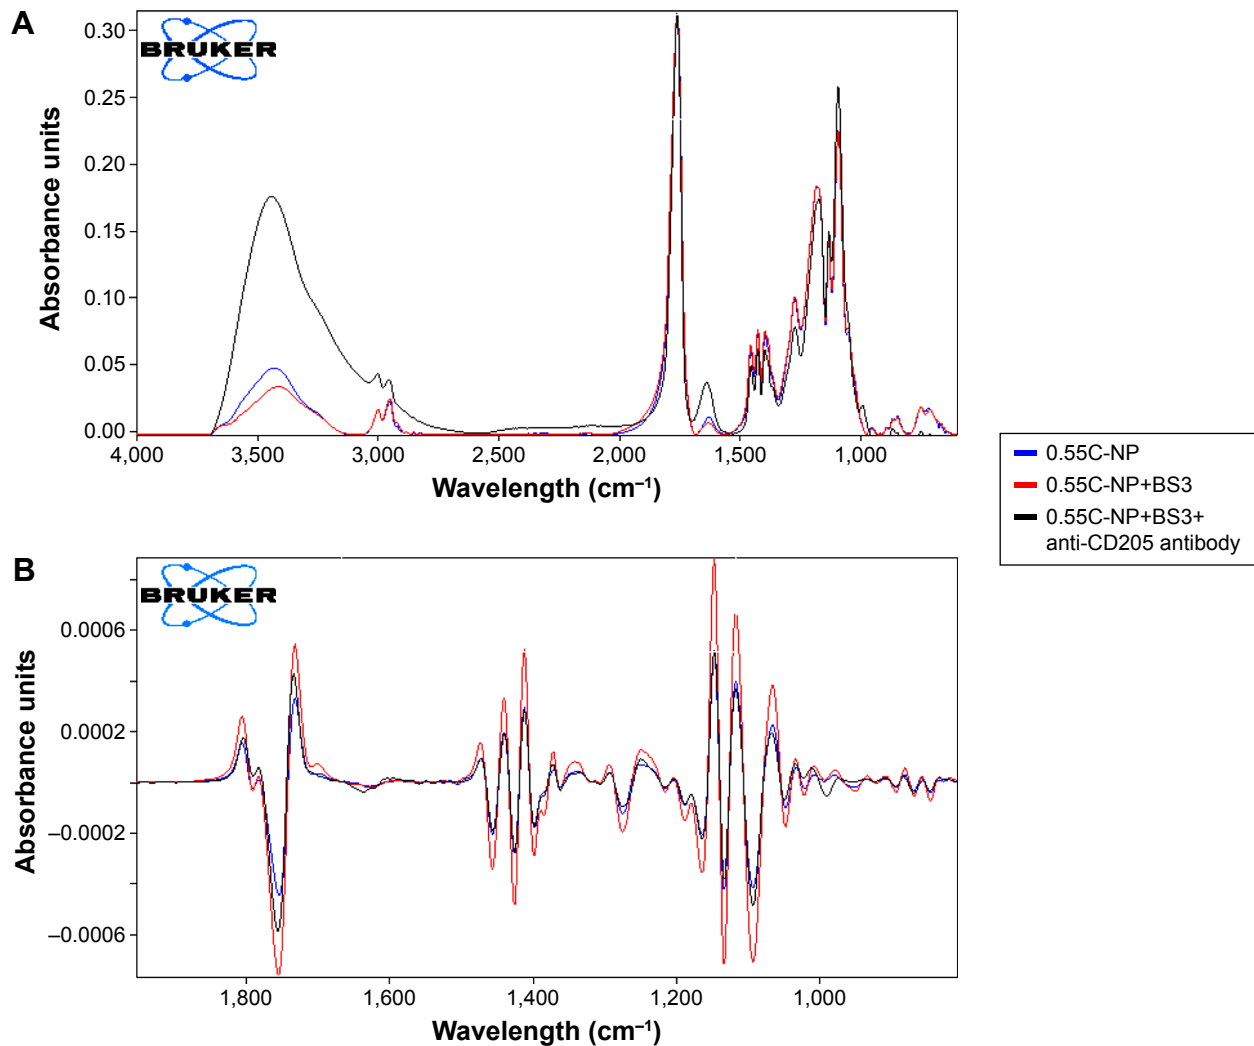 A
BRUKER
Absorbance units
0.30
0.25
0.20
0.15
0.10
0.05
0.00
4,000 3,500 3,000 2,500 2,000 1,500 1,000
Wavelength (cm⁻¹)
0.55C-NP
0.55C-NP+BS3
0.55C-NP+BS3+
anti-CD205 antibody
B
BRUKER
Absorbance units
0.0006
0.0002
–0.0002
–0.0006
1,800 1,600 1,400 1,200 1,000
Wavelength (cm⁻¹)